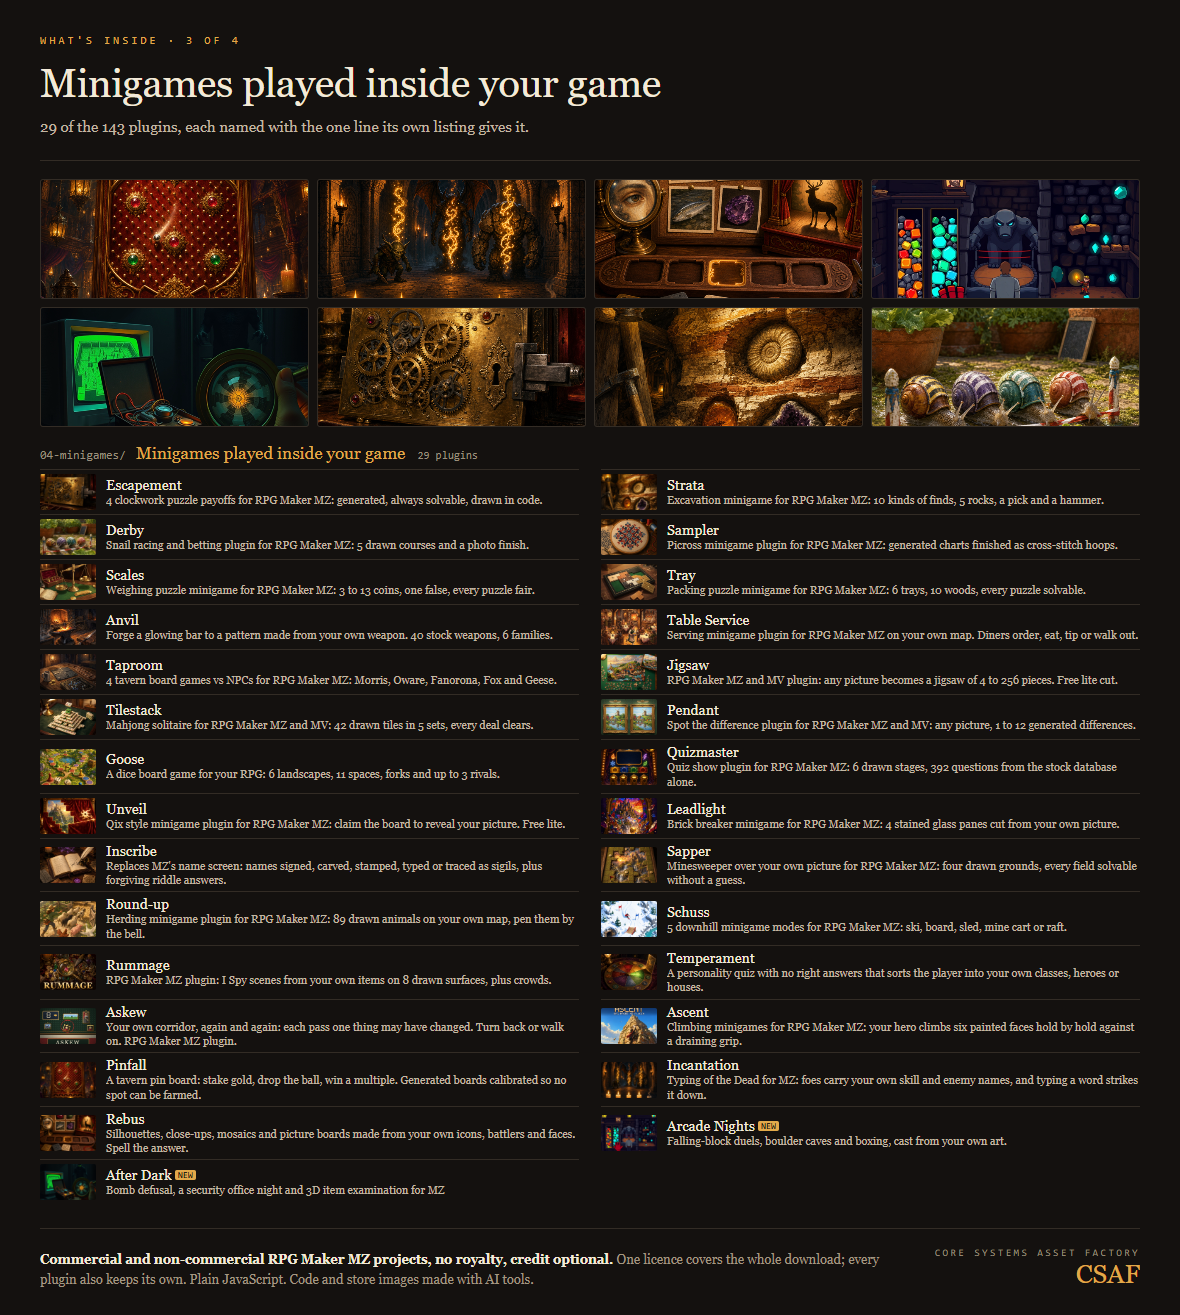 WHAT'S INSIDE · 3 OF 4
Minigames played inside your game
29 of the 143 plugins, each named with the one line its own listing gives it.
04-minigames/ Minigames played inside your game 29 plugins
Escapement
4 clockwork puzzle payoffs for RPG Maker MZ: generated, always solvable, drawn in code.
Strata
Excavation minigame for RPG Maker MZ: 10 kinds of finds, 5 rocks, a pick and a hammer.
Derby
Snail racing and betting plugin for RPG Maker MZ: 5 drawn courses and a photo finish.
Sampler
Picross minigame plugin for RPG Maker MZ: generated charts finished as cross-stitch hoops.
Scales
Weighing puzzle minigame for RPG Maker MZ: 3 to 13 coins, one false, every puzzle fair.
Tray
Packing puzzle minigame for RPG Maker MZ: 6 trays, 10 woods, every puzzle solvable.
Anvil
Forge a glowing bar to a pattern made from your own weapon. 40 stock weapons, 6 families.
Table Service
Serving minigame plugin for RPG Maker MZ on your own map. Diners order, eat, tip or walk out.
Taproom
4 tavern board games vs NPCs for RPG Maker MZ: Morris, Oware, Fanorona, Fox and Geese.
Jigsaw
RPG Maker MZ and MV plugin: any picture becomes a jigsaw of 4 to 256 pieces. Free lite cut.
Tilestack
Mahjong solitaire for RPG Maker MZ and MV: 42 drawn tiles in 5 sets, every deal clears.
Pendant
Spot the difference plugin for RPG Maker MZ and MV: any picture, 1 to 12 generated differences.
Goose
A dice board game for your RPG: 6 landscapes, 11 spaces, forks and up to 3 rivals.
Quizmaster
Quiz show plugin for RPG Maker MZ: 6 drawn stages, 392 questions from the stock database
alone.
Unveil
Qix style minigame plugin for RPG Maker MZ: claim the board to reveal your picture. Free lite.
Leadlight
Brick breaker minigame for RPG Maker MZ: 4 stained glass panes cut from your own picture.
Inscribe
Replaces MZ's name screen: names signed, carved, stamped, typed or traced as sigils, plus
forgiving riddle answers.
Sapper
Minesweeper over your own picture for RPG Maker MZ: four drawn grounds, every field solvable
without a guess.
Round-up
Herding minigame plugin for RPG Maker MZ: 89 drawn animals on your own map, pen them by
the bell.
Schuss
5 downhill minigame modes for RPG Maker MZ: ski, board, sled, mine cart or raft.
RUMMAGE
Rummage
RPG Maker MZ plugin: I Spy scenes from your own items on 8 drawn surfaces, plus crowds.
Temperament
A personality quiz with no right answers that sorts the player into your own classes, heroes or
houses.
ASKEW
Askew
Your own corridor, again and again: each pass one thing may have changed. Turn back or walk
on. RPG Maker MZ plugin.
ASCENT
Ascent
Climbing minigames for RPG Maker MZ: your hero climbs six painted faces hold by hold against
a draining grip.
Pinfall
A tavern pin board: stake gold, drop the ball, win a multiple. Generated boards calibrated so no
spot can be farmed.
Incantation
Typing of the Dead for MZ: foes carry your own skill and enemy names, and typing a word strikes
it down.
Rebus
Silhouettes, close-ups, mosaics and picture boards made from your own icons, battlers and faces.
Spell the answer.
Arcade Nights NEW
Falling-block duels, boulder caves and boxing, cast from your own art.
After Dark NEW
Bomb defusal, a security office night and 3D item examination for MZ
Commercial and non-commercial RPG Maker MZ projects, no royalty, credit optional. One licence covers the whole download; every
plugin also keeps its own. Plain JavaScript. Code and store images made with AI tools.
CORE SYSTEMS ASSET FACTORY
CSAF